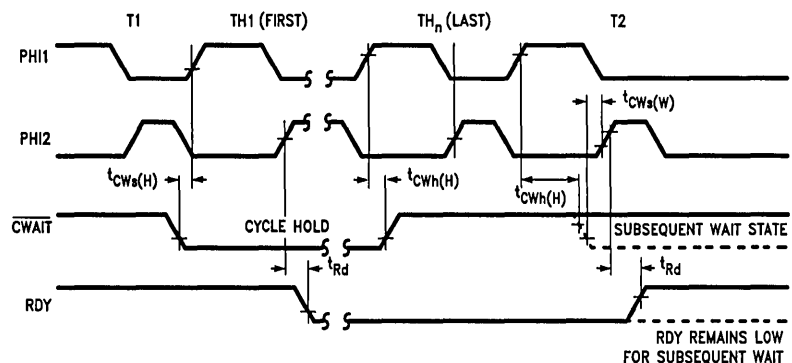 T1 TH1 (FIRST) THn (LAST) T2
PHI1
tCWs(W)
PHI2
tCWs(H) tCWh(H) tCWh(H)
CWAIT CYCLE HOLD SUBSEQUENT WAIT STATE
tRd tRd
RDY
RDY REMAINS LOW
FOR SUBSEQUENT WAIT